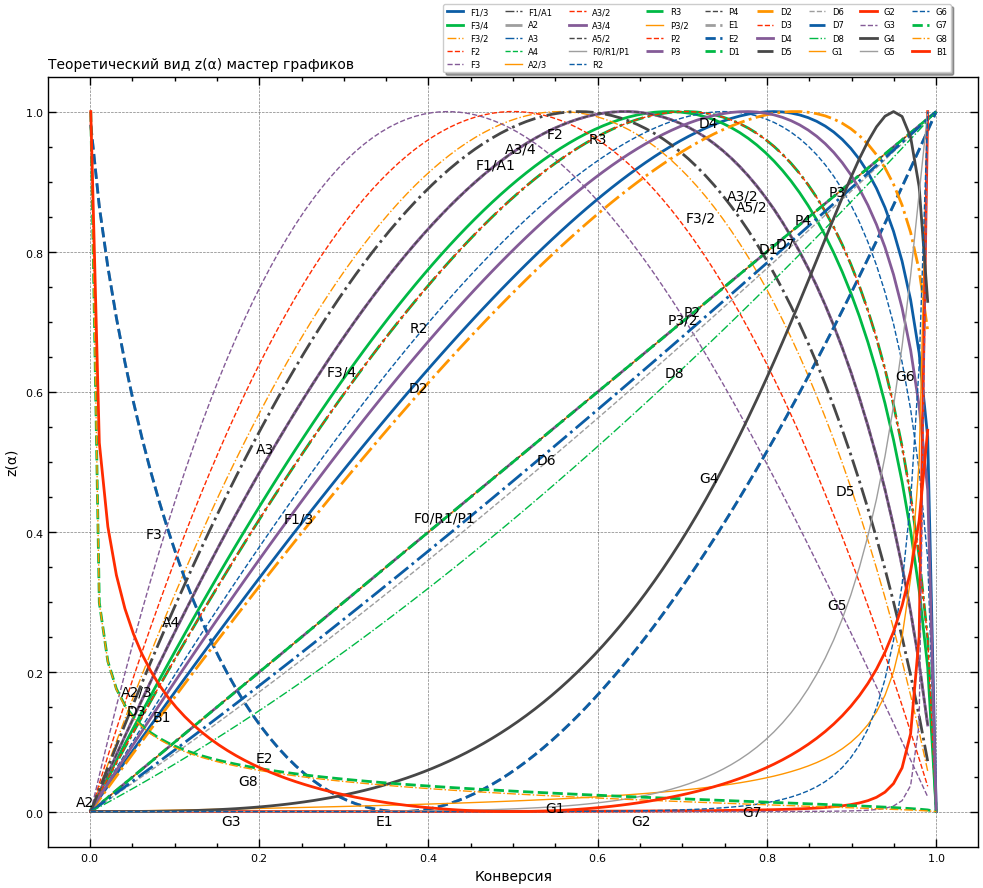 F1/3 F1/A1 A3/2 R3 P4 D2 D6 G2 G6
F3/4 A2 A3/4 P3/2 E1 D3 D7 G3 G7
F3/2 A3 A5/2 P2 E2 D4 D8 G4 G8
F2 A4 F0/R1/P1 P3 D1 D5 G1 G5 B1
F3 A2/3 R2
Теоретический вид z(α) мастер графиков
1.0
0.8
0.6
0.4
0.2
0.0
z(α)
D4
F2
R3
A3/4
F1/A1
P3
A3/2
A5/2
F3/2
P4
D7
D1
P2
P3/2
R2
F3/4
D8
G6
D2
A3
D6
G4
D5
F1/3
F0/R1/P1
F3
G5
A4
A2/3
D3
B1
E2
G8
A2
G1
G7
G3
E1
G2
0.0 0.2 0.4 0.6 0.8 1.0
Конверсия